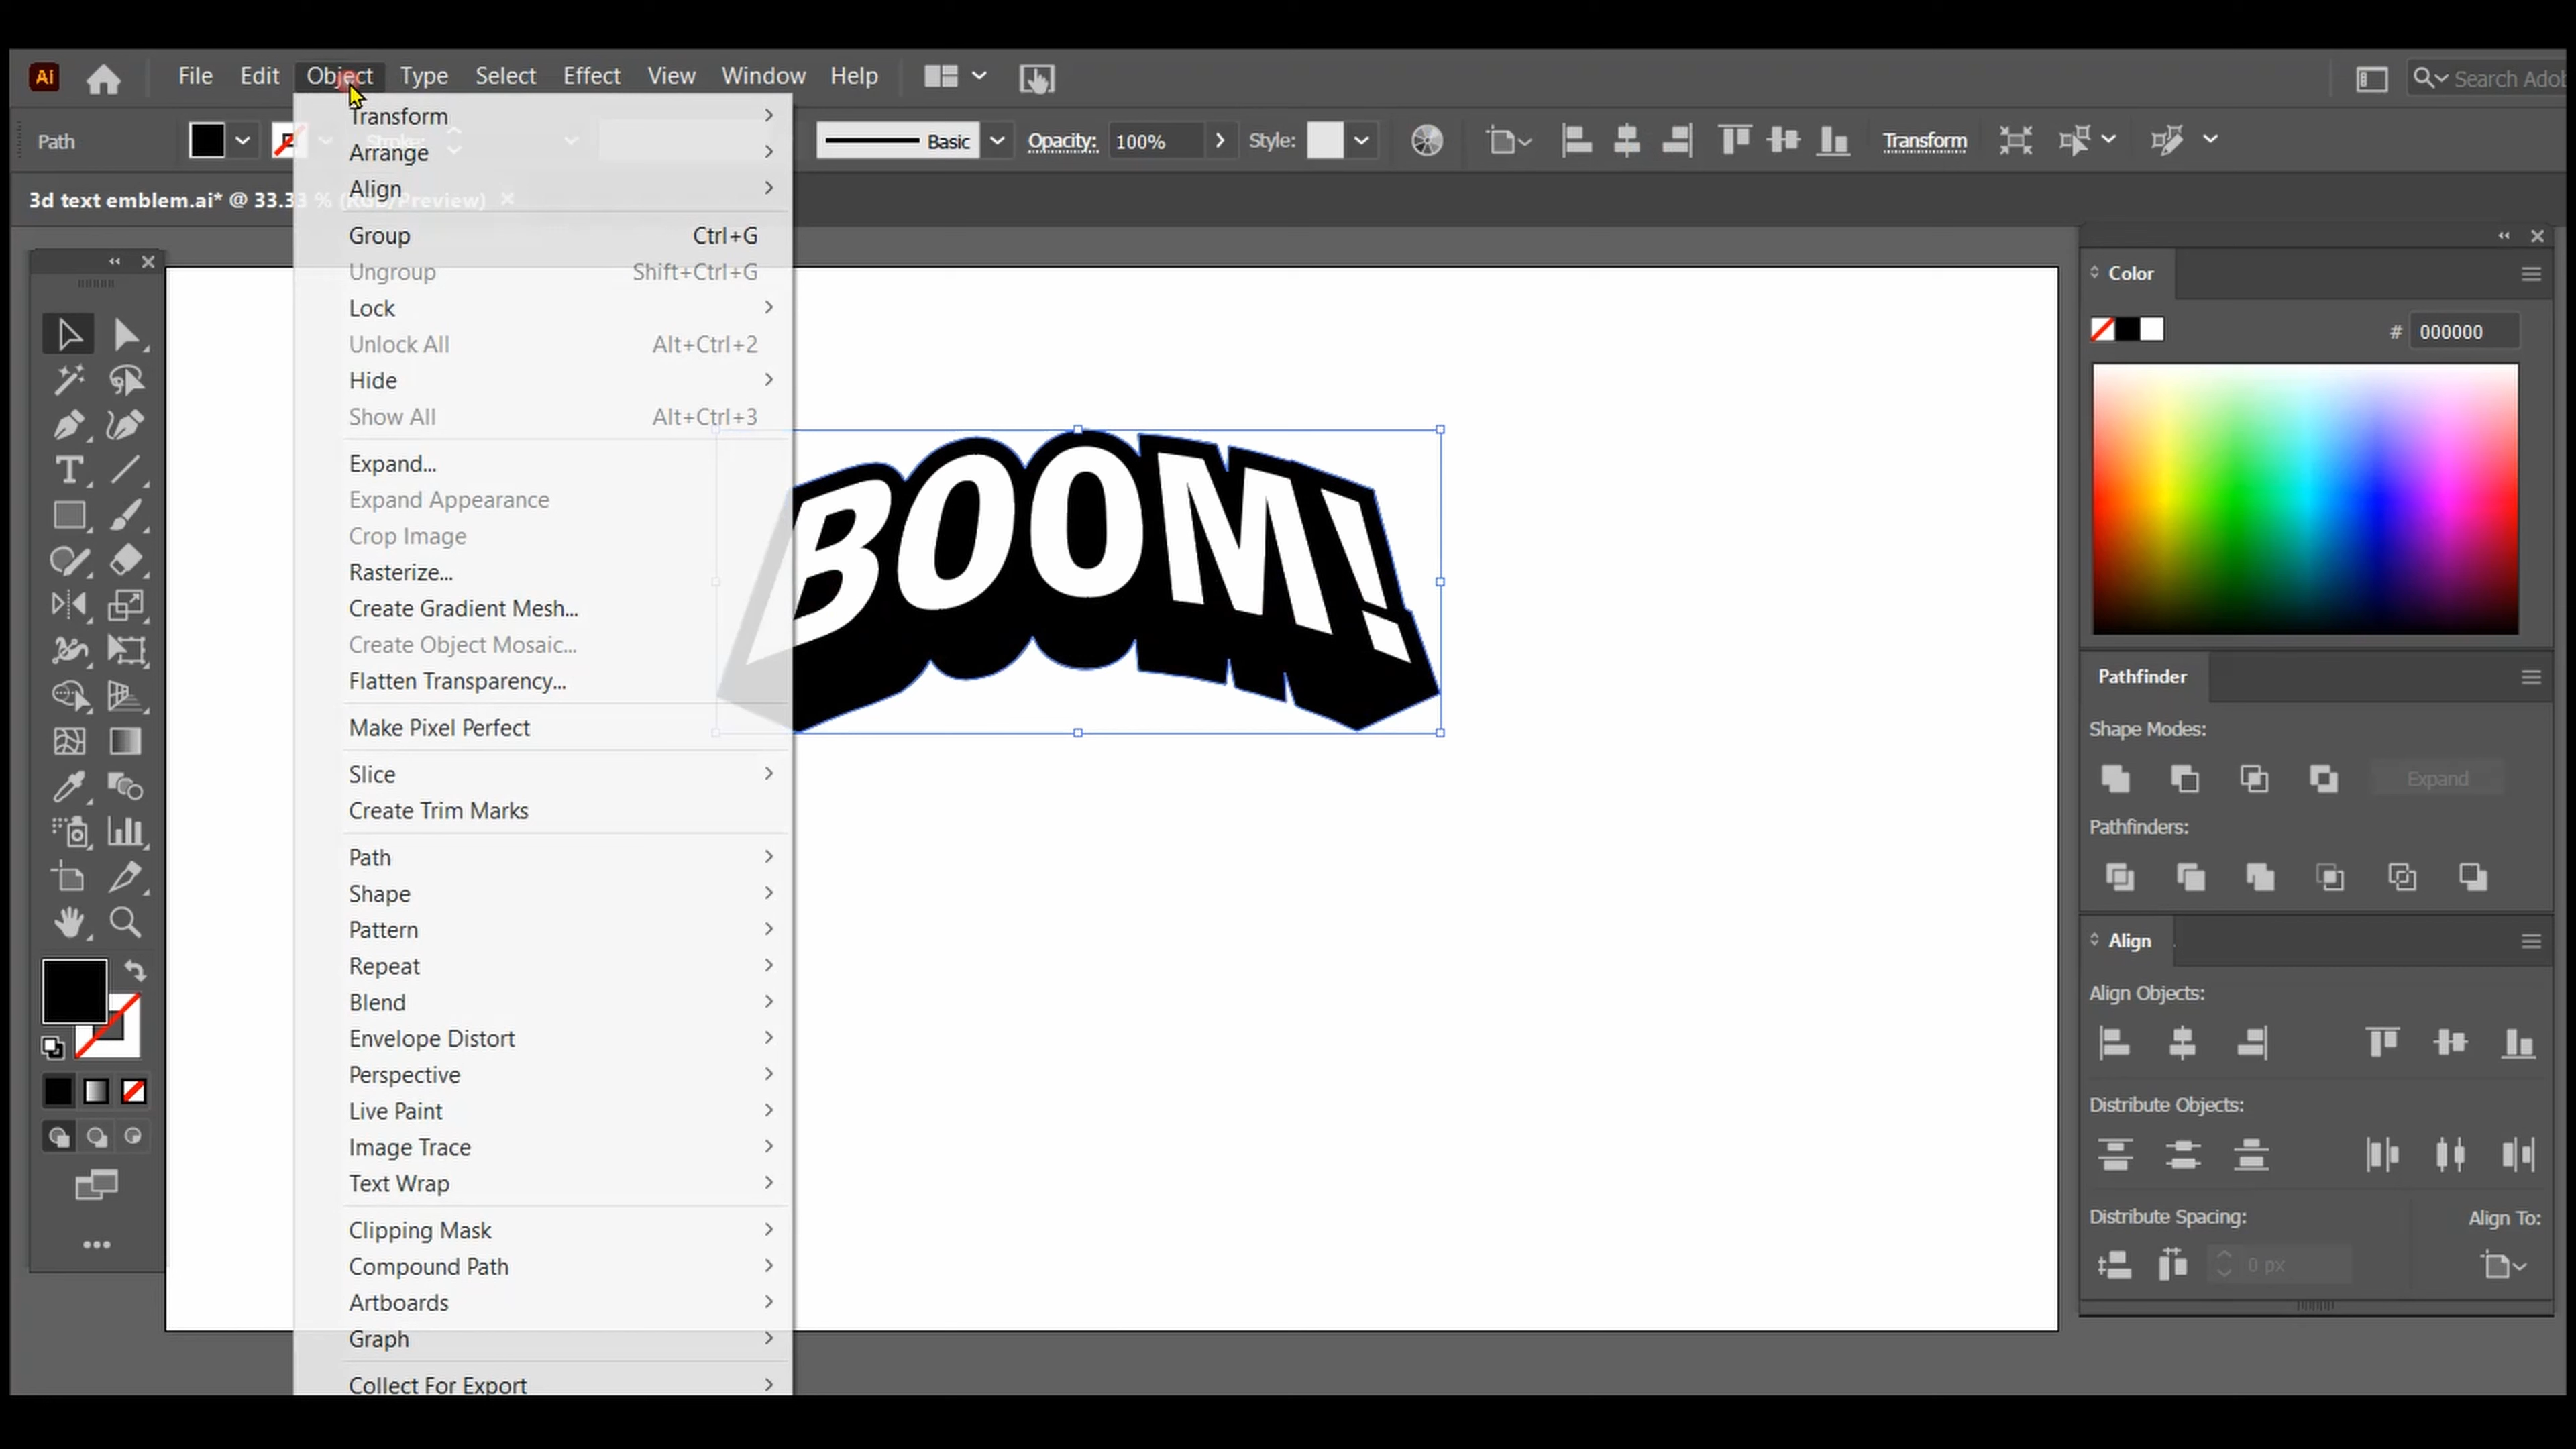 Ai File Edit Object Type Select Effect View Window Help Search Adob
Path Stroke: Basic Opacity: 100% Style: Transform
3d text emblem.ai* @ 33.33 % (RGB/Preview)
Transform
Arrange
Align
Group Ctrl+G
Ungroup Shift+Ctrl+G
Lock
Unlock All Alt+Ctrl+2
Hide
Show All Alt+Ctrl+3
Expand...
Expand Appearance
Crop Image
Rasterize...
Create Gradient Mesh...
Create Object Mosaic...
Flatten Transparency...
Make Pixel Perfect
Slice
Create Trim Marks
Path
Shape
Pattern
Repeat
Blend
Envelope Distort
Perspective
Live Paint
Image Trace
Text Wrap
Clipping Mask
Compound Path
Artboards
Graph
Collect For Export
BOOM!
Color
# 000000
Pathfinder
Shape Modes:
Expand
Pathfinders:
Align
Align Objects:
Distribute Objects:
Distribute Spacing: Align To:
0 px